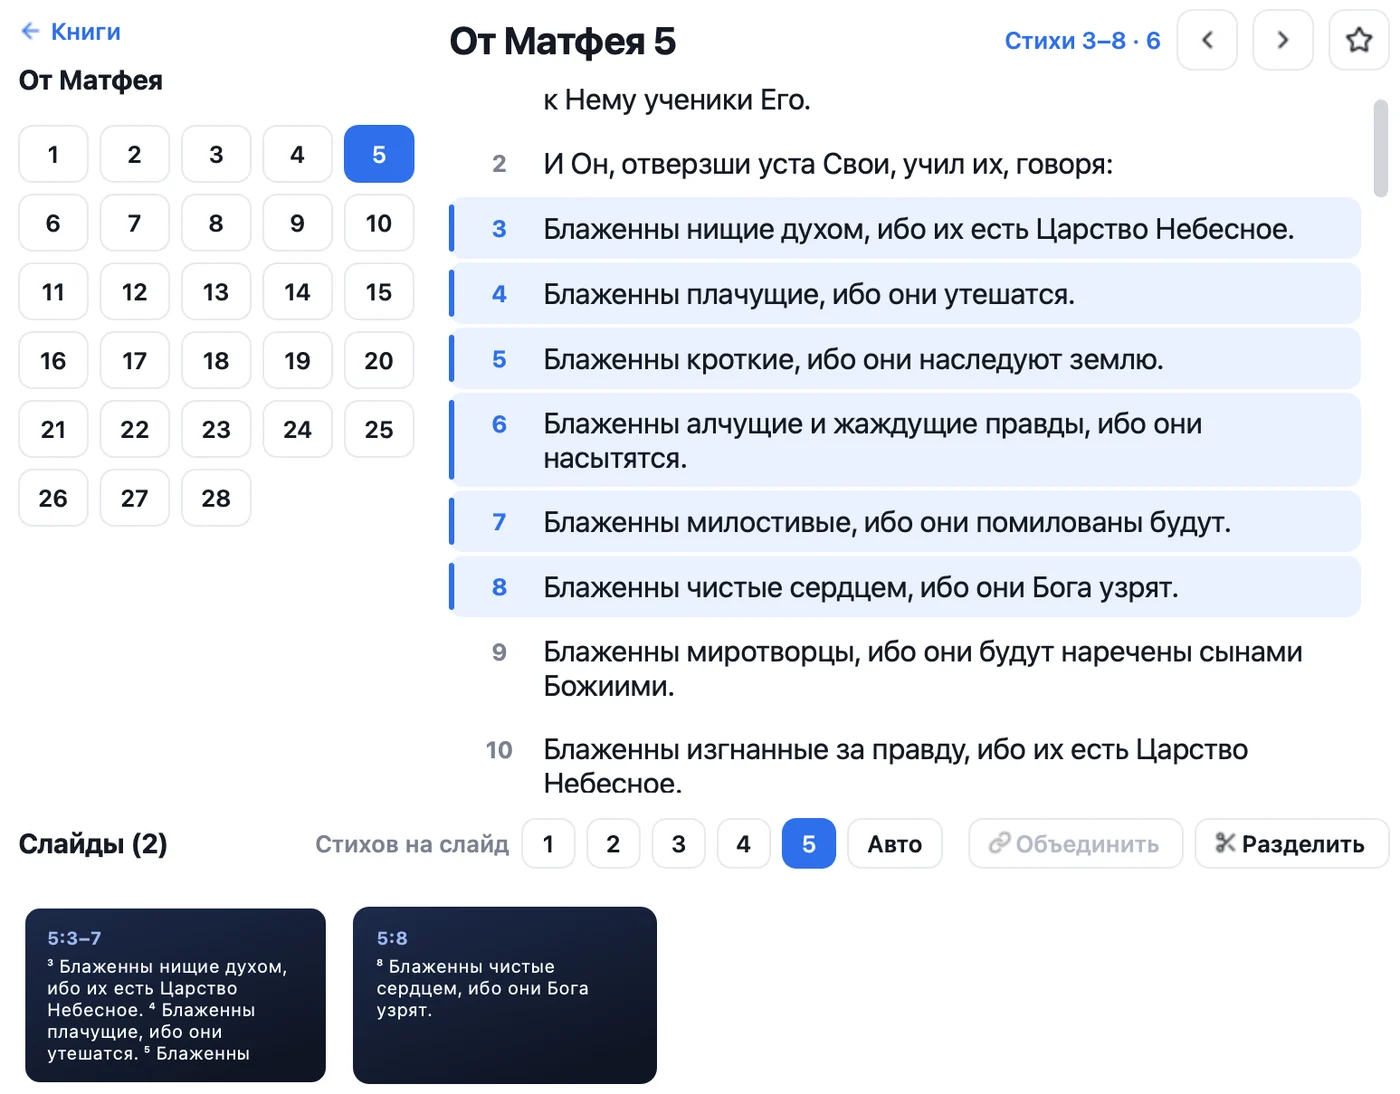 ← Книги
От Матфея
1 2 3 4 5
6 7 8 9 10
11 12 13 14 15
16 17 18 19 20
21 22 23 24 25
26 27 28
От Матфея 5
Стихи 3–8 · 6
к Нему ученики Его.
2 И Он, отверзши уста Свои, учил их, говоря:
3 Блаженны нищие духом, ибо их есть Царство Небесное.
4 Блаженны плачущие, ибо они утешатся.
5 Блаженны кроткие, ибо они наследуют землю.
6 Блаженны алчущие и жаждущие правды, ибо они
насытятся.
7 Блаженны милостивые, ибо они помилованы будут.
8 Блаженны чистые сердцем, ибо они Бога узрят.
9 Блаженны миротворцы, ибо они будут наречены сынами
Божиими.
10 Блаженны изгнанные за правду, ибо их есть Царство
Небесное.
Слайды (2)
Стихов на слайд 1 2 3 4 5 Авто
Объединить
Разделить
5:3–7
³ Блаженны нищие духом,
ибо их есть Царство
Небесное. ⁴ Блаженны
плачущие, ибо они
утешатся. ⁵ Блаженны
5:8
⁸ Блаженны чистые
сердцем, ибо они Бога
узрят.